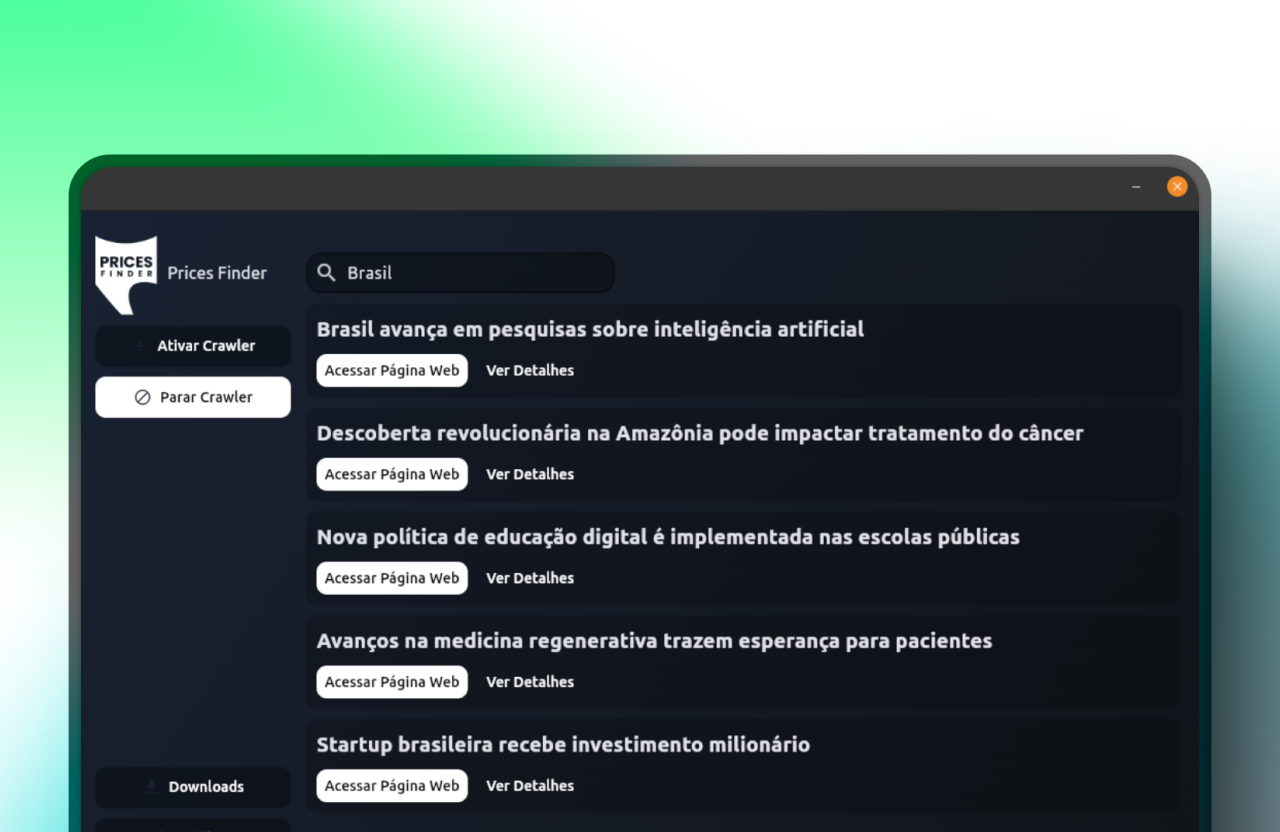 PRICES
FINDER
Prices Finder
Brasil
Ativar Crawler
Parar Crawler
Brasil avança em pesquisas sobre inteligência artificial
Acessar Página Web Ver Detalhes
Descoberta revolucionária na Amazônia pode impactar tratamento do câncer
Acessar Página Web Ver Detalhes
Nova política de educação digital é implementada nas escolas públicas
Acessar Página Web Ver Detalhes
Avanços na medicina regenerativa trazem esperança para pacientes
Acessar Página Web Ver Detalhes
Startup brasileira recebe investimento milionário
Acessar Página Web Ver Detalhes
Downloads